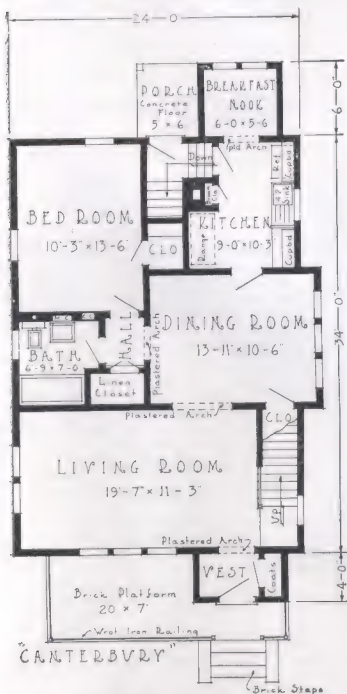 24'-0"
PORCH
Concrete
Floor
5 × 6
BREAKFAST
NOOK
6-0 × 5-6
6'-0"
Down
Pld Arch
Ref.
Cupbd
Sink
BED ROOM
10'-3" × 13'-6"
CLO
KITCHEN
9-0 × 10-3
Range
Cupbd
34'-0"
HALL
DINING ROOM
13'-11" × 10'-6"
BATH
6-9 × 7-0
Plastered Arch
Linen
Closet
Plastered Arch
CLO
LIVING ROOM
19'-7" × 11'-3"
UP
Plastered Arch
VEST
Coats
4'-0"
Brick Platform
20 × 7'
Wrot Iron Railing
"CANTERBURY"
Brick Steps